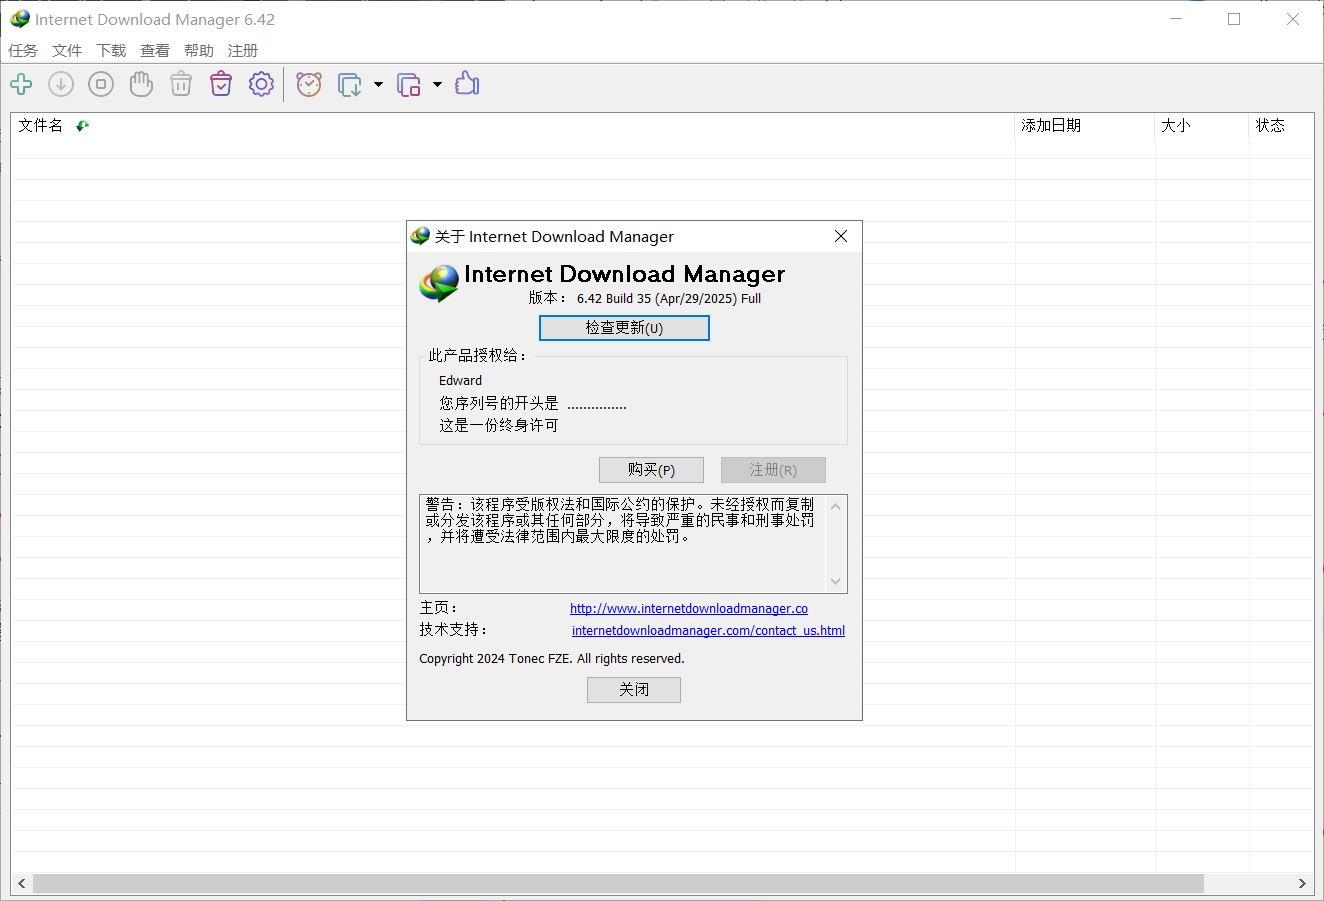 Internet Download Manager 6.42
任务 文件 下载 查看 帮助 注册
文件名 添加日期 大小 状态
关于 Internet Download Manager
Internet Download Manager
版本： 6.42 Build 35 (Apr/29/2025) Full
检查更新(U)
此产品授权给：
Edward
您序列号的开头是 ..............
这是一份终身许可
购买(P) 注册(R)
警告：该程序受版权法和国际公约的保护。未经授权而复制
或分发该程序或其任何部分，将导致严重的民事和刑事处罚
，并将遭受法律范围内最大限度的处罚。
主页： http://www.internetdownloadmanager.co
技术支持： internetdownloadmanager.com/contact_us.html
Copyright 2024 Tonec FZE. All rights reserved.
关闭